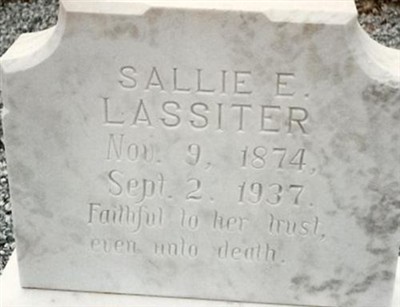 SALLIE E.
LASSITER
Nov. 9, 1874,
Sept. 2, 1937.
Faithful to her trust,
even unto death.